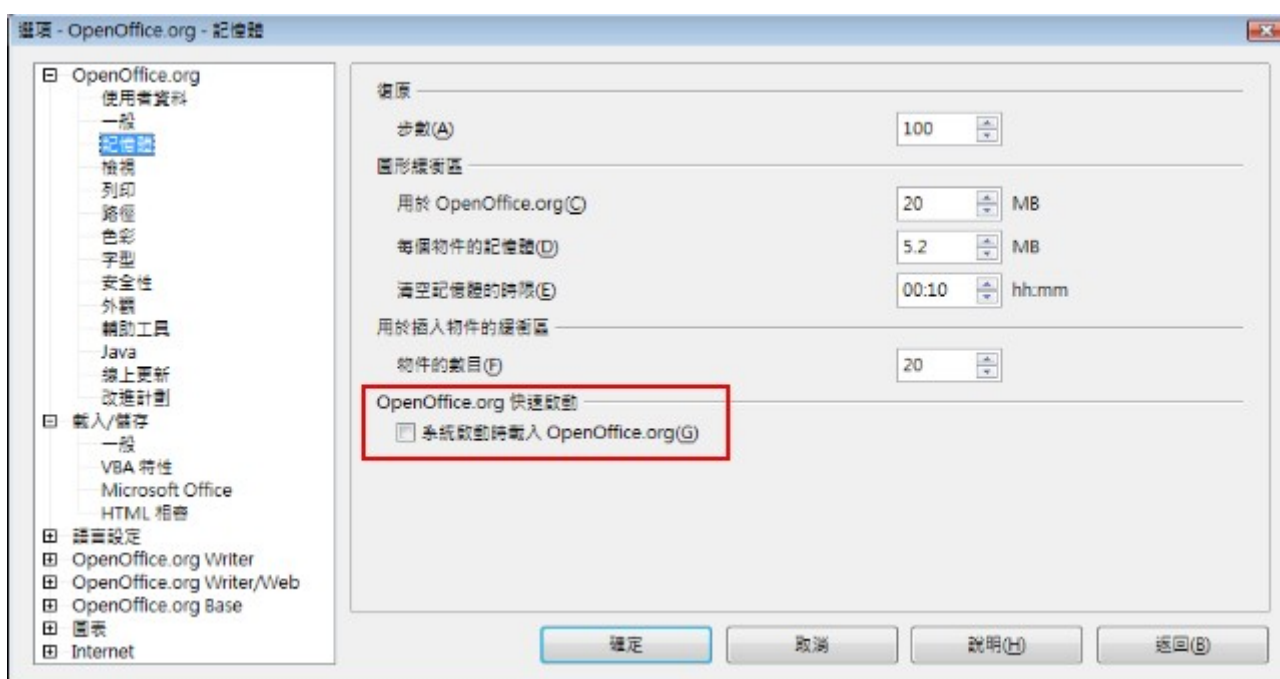 選項 - OpenOffice.org - 記憶體
OpenOffice.org
使用者資料
一般
記憶體
檢視
列印
路徑
色彩
字型
安全性
外觀
輔助工具
Java
線上更新
改進計劃
載入/儲存
一般
VBA 特性
Microsoft Office
HTML 相容
語言設定
OpenOffice.org Writer
OpenOffice.org Writer/Web
OpenOffice.org Base
圖表
Internet
復原
步數(A) 100
圖形緩衝區
用於 OpenOffice.org(C) 20 MB
每個物件的記憶體(D) 5.2 MB
清空記憶體的時限(E) 00:10 hh:mm
用於插入物件的緩衝區
物件的數目(F) 20
OpenOffice.org 快速啟動
系統啟動時載入 OpenOffice.org(G)
確定 取消 說明(H) 返回(B)